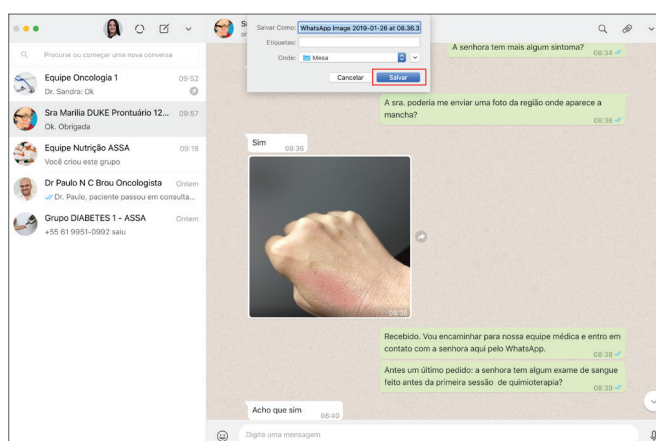 Salvar Como: WhatsApp Image 2019-01-26 at 08.36.3
Etiquetas:
Onde: Mesa
Cancelar Salvar
Procurar ou começar uma nova conversa
Equipe Oncologia 1 09:52
Dr. Sandra: Ok
Sra Marilia DUKE Prontuário 12... 09:57
Ok. Obrigada
Equipe Nutrição ASSA 09:18
Você criou este grupo
Dr Paulo N C Brou Oncologista Ontem
Dr. Paulo, paciente passou em consulta...
Grupo DIABETES 1 - ASSA Ontem
+55 61 9951-0992 saiu
A senhora tem mais algum sintoma? 08:34
A sra. poderia me enviar uma foto da região onde aparece a
mancha?
08:36
Sim 08:36
08:36
Recebido. Vou encaminhar para nossa equipe médica e entro em
contato com a senhora aqui pelo WhatsApp.
08:38
Antes um último pedido: a senhora tem algum exame de sangue
feito antes da primeira sessão de quimioterapia?
08:39
Acho que sim 08:40
Digite uma mensagem